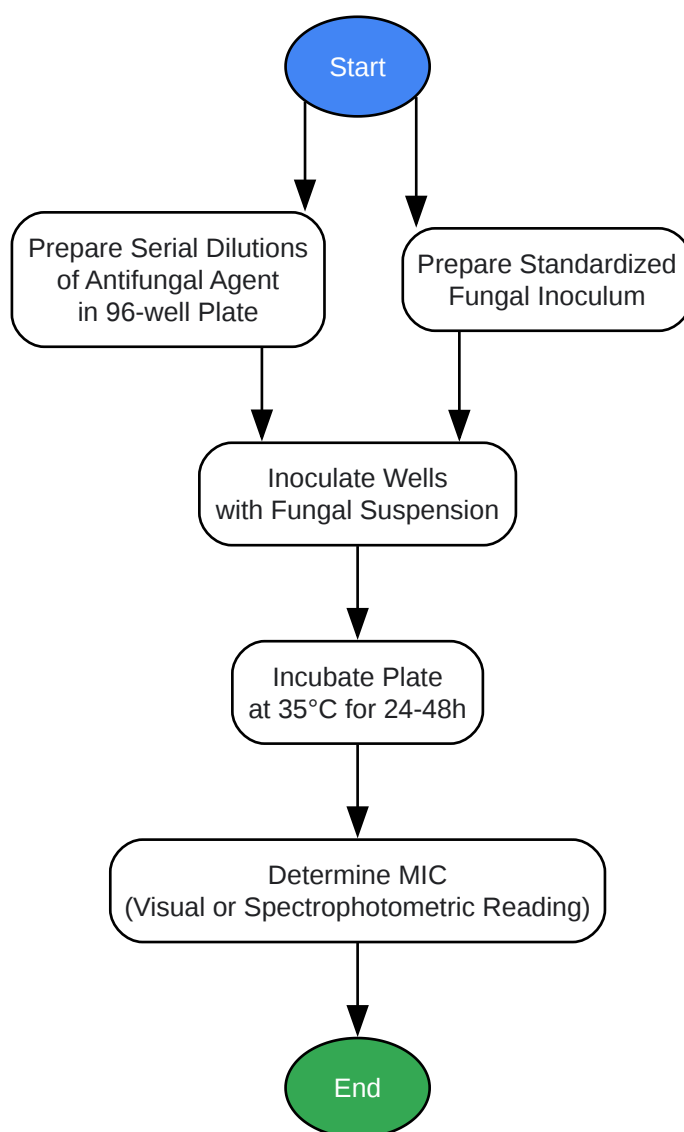 Start
Prepare Serial Dilutions
of Antifungal Agent
in 96-well Plate
Prepare Standardized
Fungal Inoculum
Inoculate Wells
with Fungal Suspension
Incubate Plate
at 35°C for 24-48h
Determine MIC
(Visual or Spectrophotometric Reading)
End